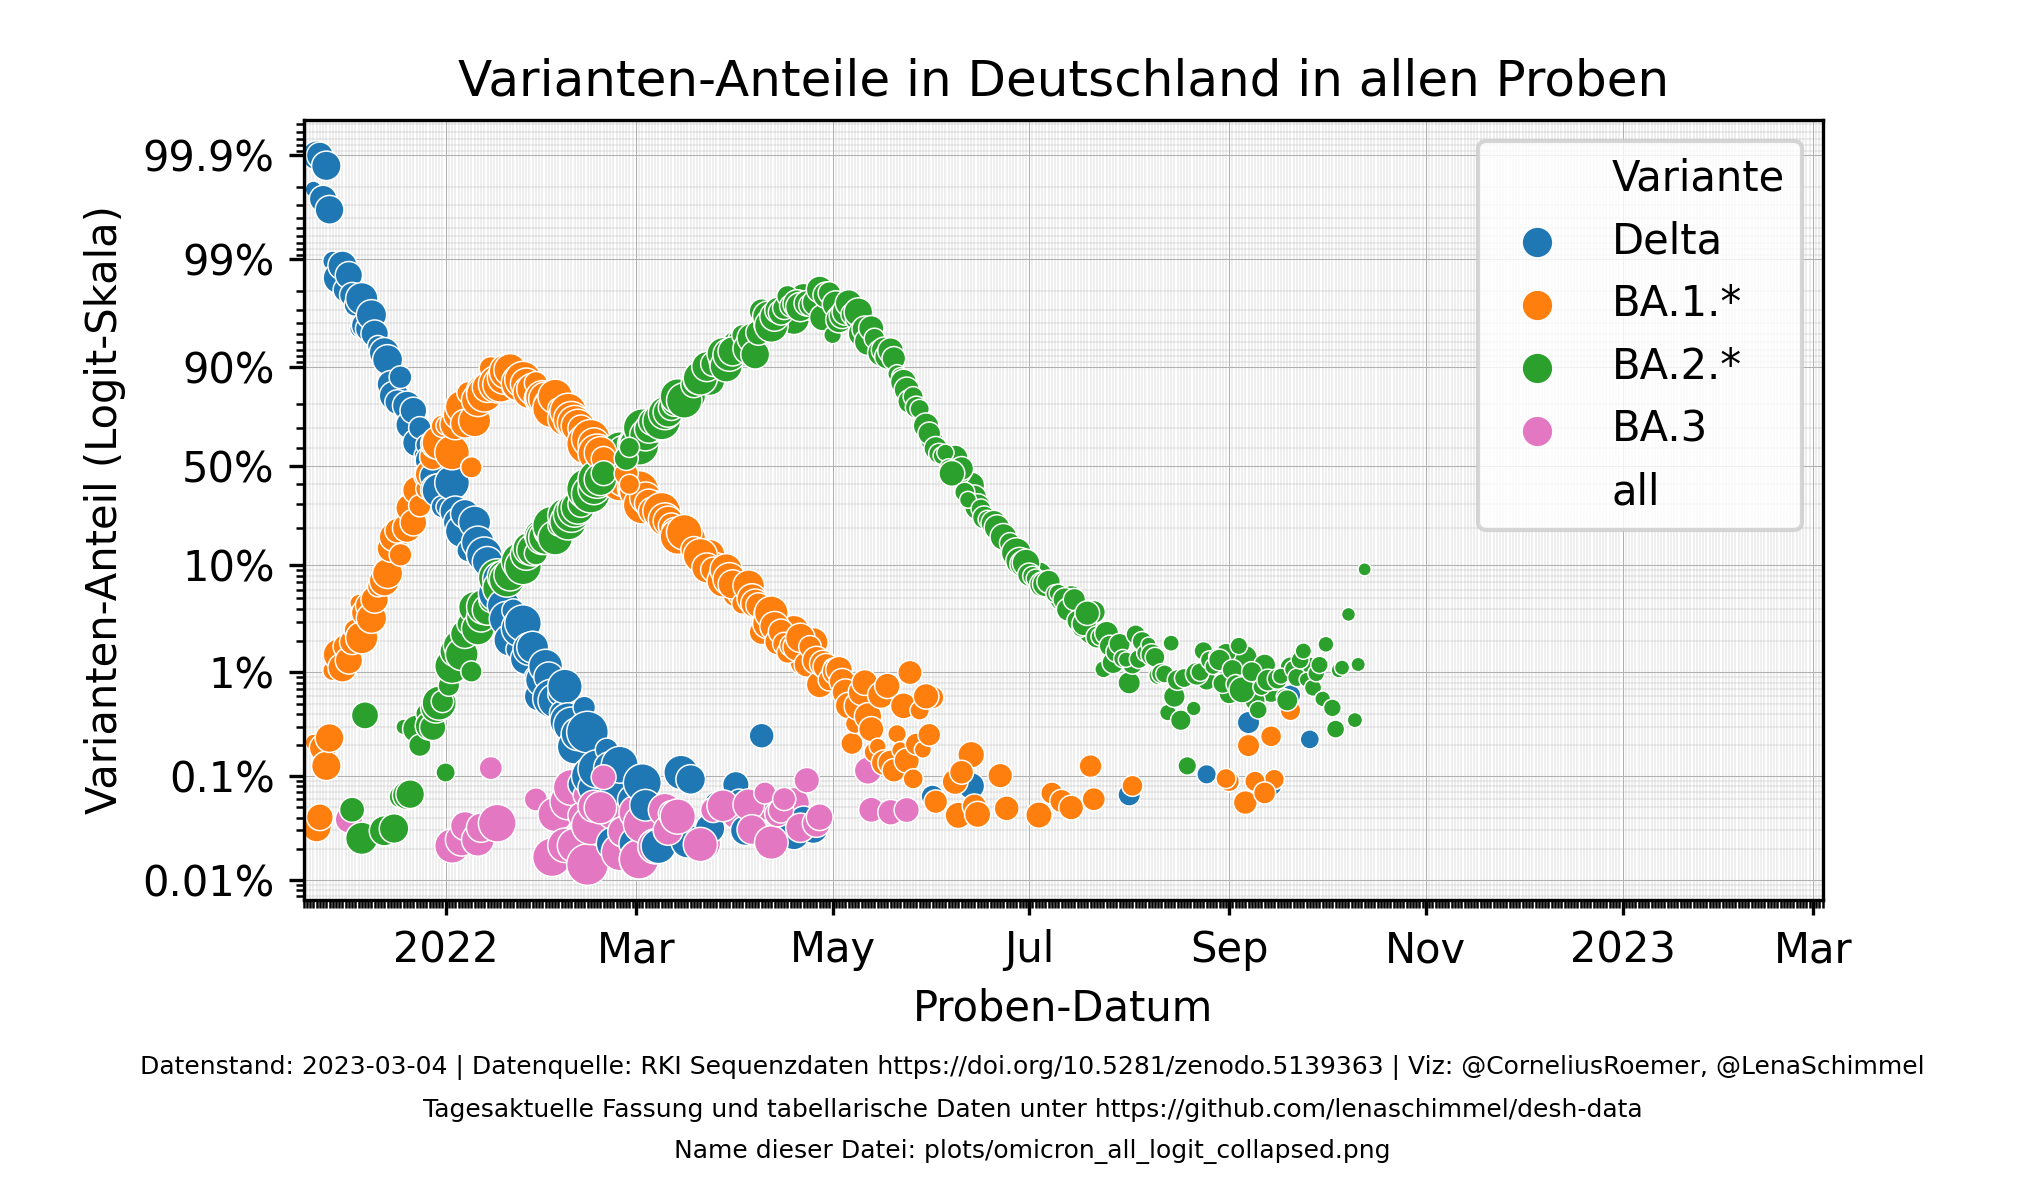 Varianten-Anteile in Deutschland in allen Proben
Varianten-Anteil (Logit-Skala)
99.9%
99%
90%
50%
10%
1%
0.1%
0.01%
Variante
Delta
BA.1.*
BA.2.*
BA.3
all
2022 Mar May Jul Sep Nov 2023 Mar
Proben-Datum
Datenstand: 2023-03-04 | Datenquelle: RKI Sequenzdaten https://doi.org/10.5281/zenodo.5139363 | Viz: @CorneliusRoemer, @LenaSchimmel
Tagesaktuelle Fassung und tabellarische Daten unter https://github.com/lenaschimmel/desh-data
Name dieser Datei: plots/omicron_all_logit_collapsed.png